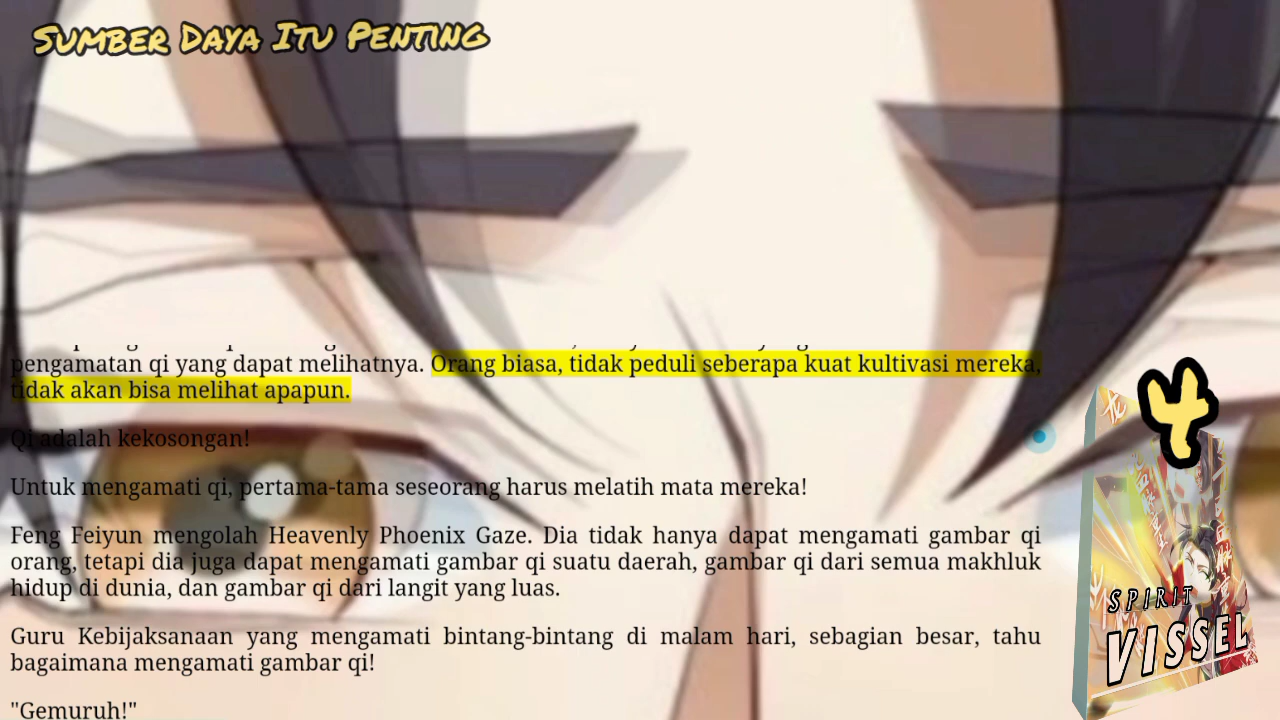 Sumber Daya Itu Penting
pengamatan qi yang dapat melihatnya. Orang biasa, tidak peduli seberapa kuat kultivasi mereka,
tidak akan bisa melihat apapun.
Qi adalah kekosongan!
Untuk mengamati qi, pertama-tama seseorang harus melatih mata mereka!
Feng Feiyun mengolah Heavenly Phoenix Gaze. Dia tidak hanya dapat mengamati gambar qi
orang, tetapi dia juga dapat mengamati gambar qi suatu daerah, gambar qi dari semua makhluk
hidup di dunia, dan gambar qi dari langit yang luas.
Guru Kebijaksanaan yang mengamati bintang-bintang di malam hari, sebagian besar, tahu
bagaimana mengamati gambar qi!
"Gemuruh!"
4
SPIRIT
VISSEL